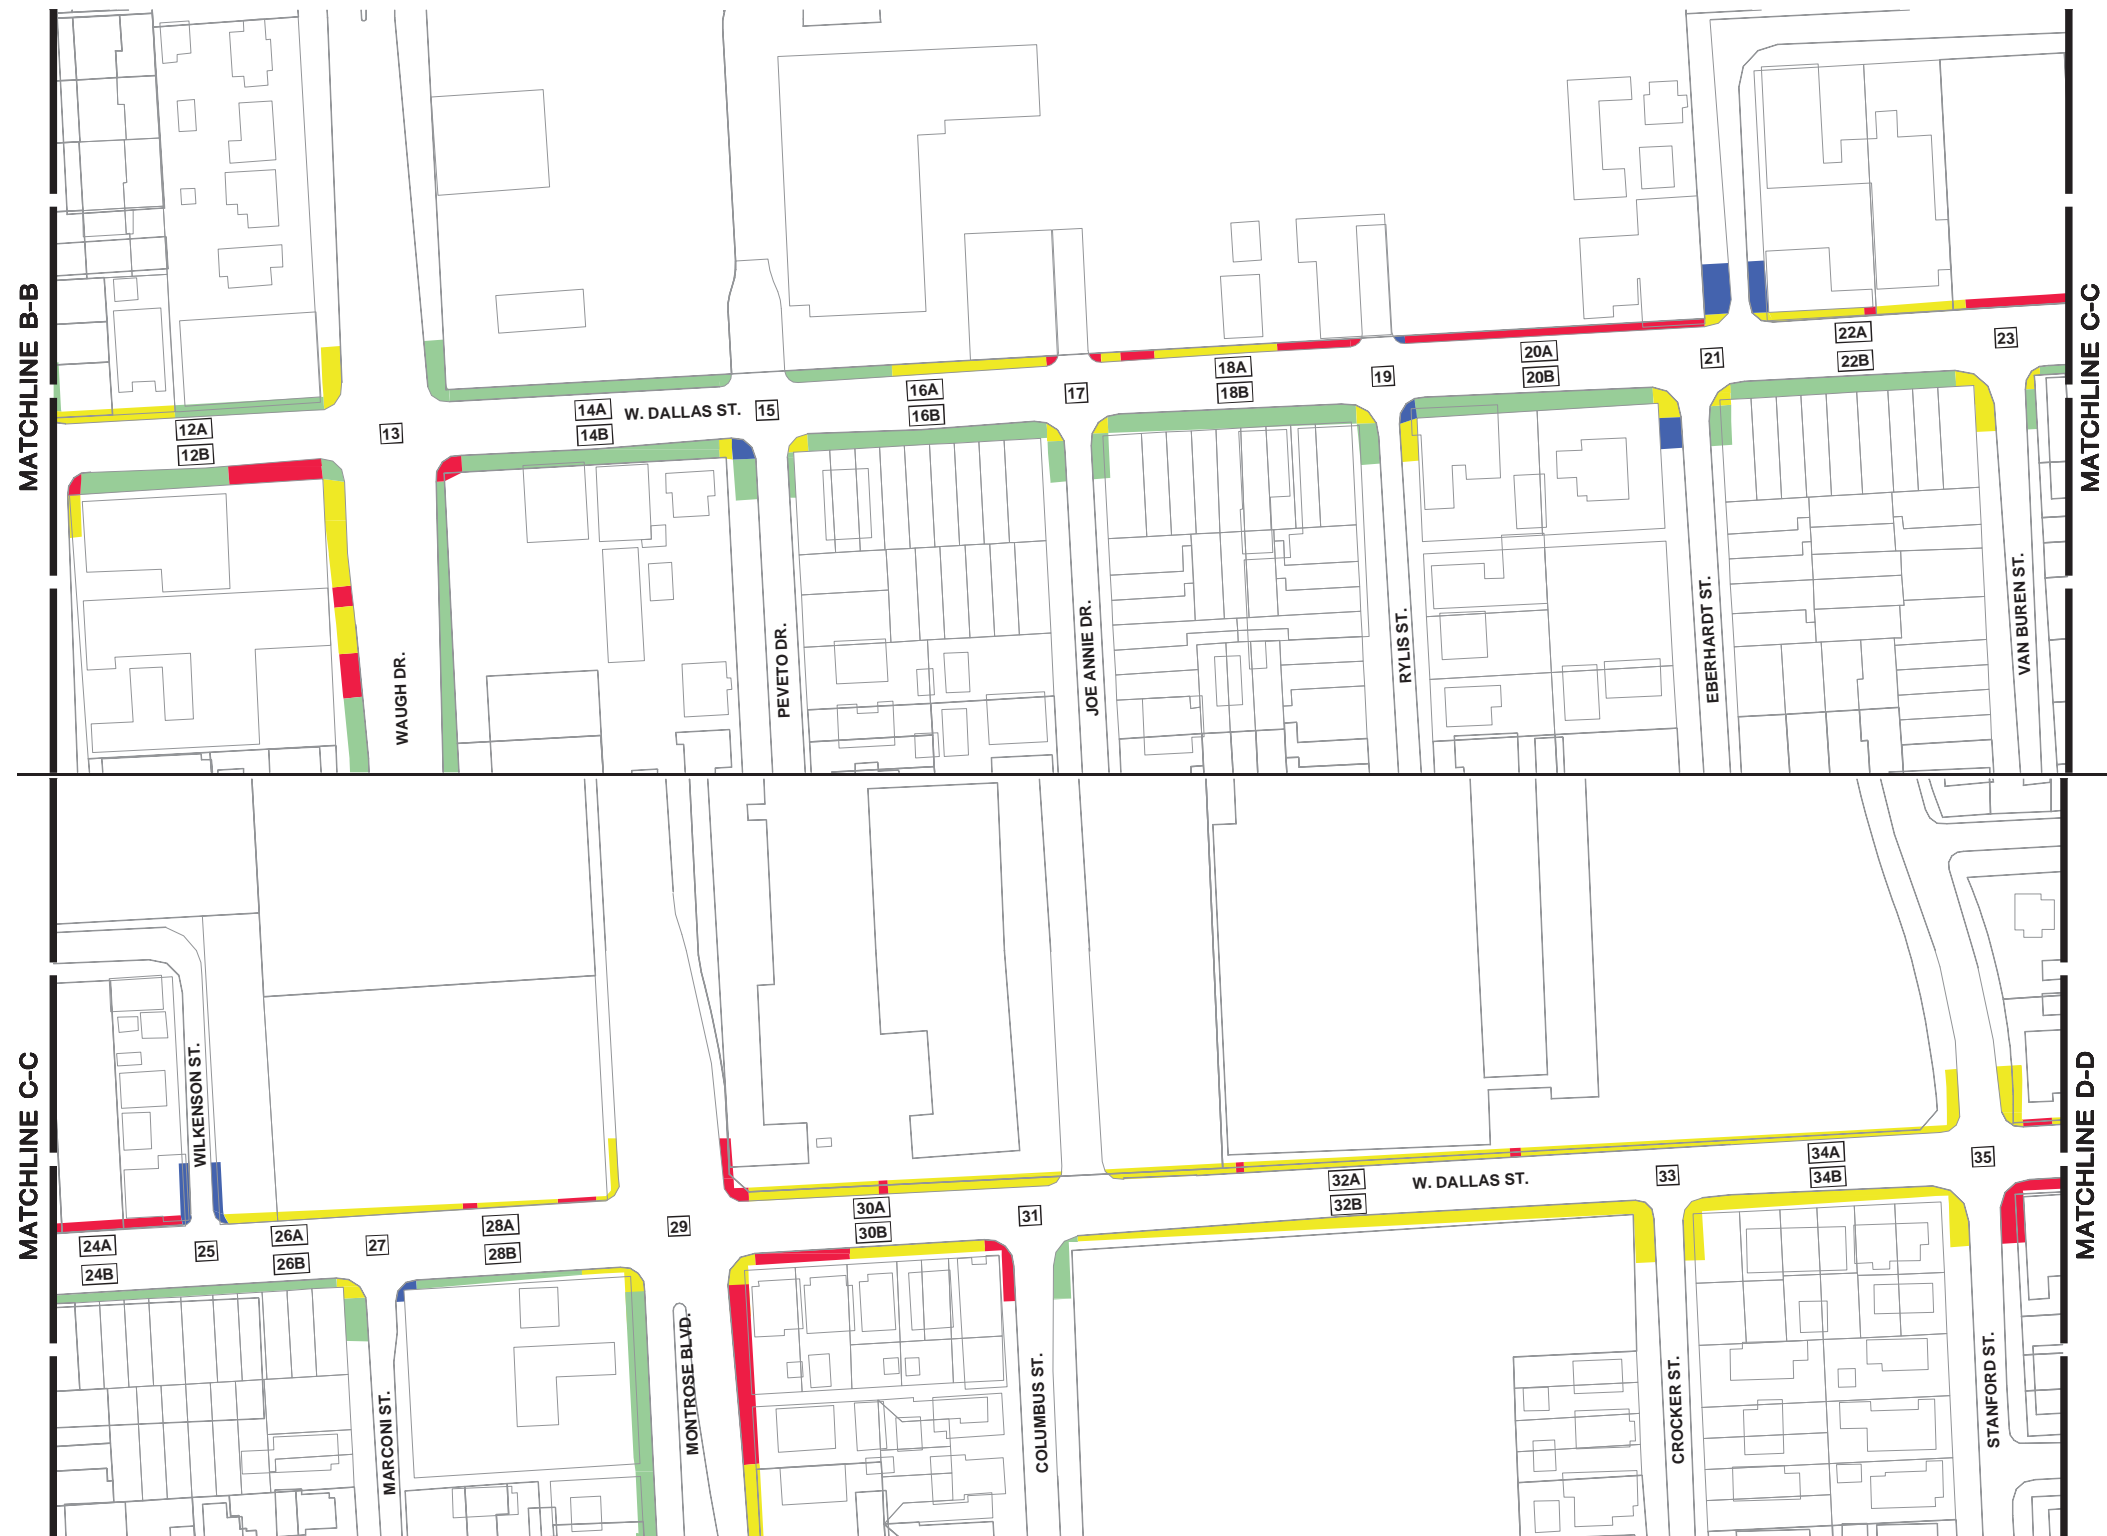 MATCHLINE B-B
MATCHLINE C-C
12A
12B
13
14A
14B
W. DALLAS ST.
15
16A
16B
17
18A
18B
19
20A
20B
21
22A
22B
23
WAUGH DR.
PEVETO DR.
JOE ANNIE DR.
RYLIS ST.
EBERHARDT ST.
VAN BUREN ST.
MATCHLINE C-C
MATCHLINE D-D
WILKENSON ST.
24A
24B
25
26A
26B
27
28A
28B
29
30A
30B
31
32A
32B
W. DALLAS ST.
33
34A
34B
35
MARCONI ST.
MONTROSE BLVD.
COLUMBUS ST.
CROCKER ST.
STANFORD ST.